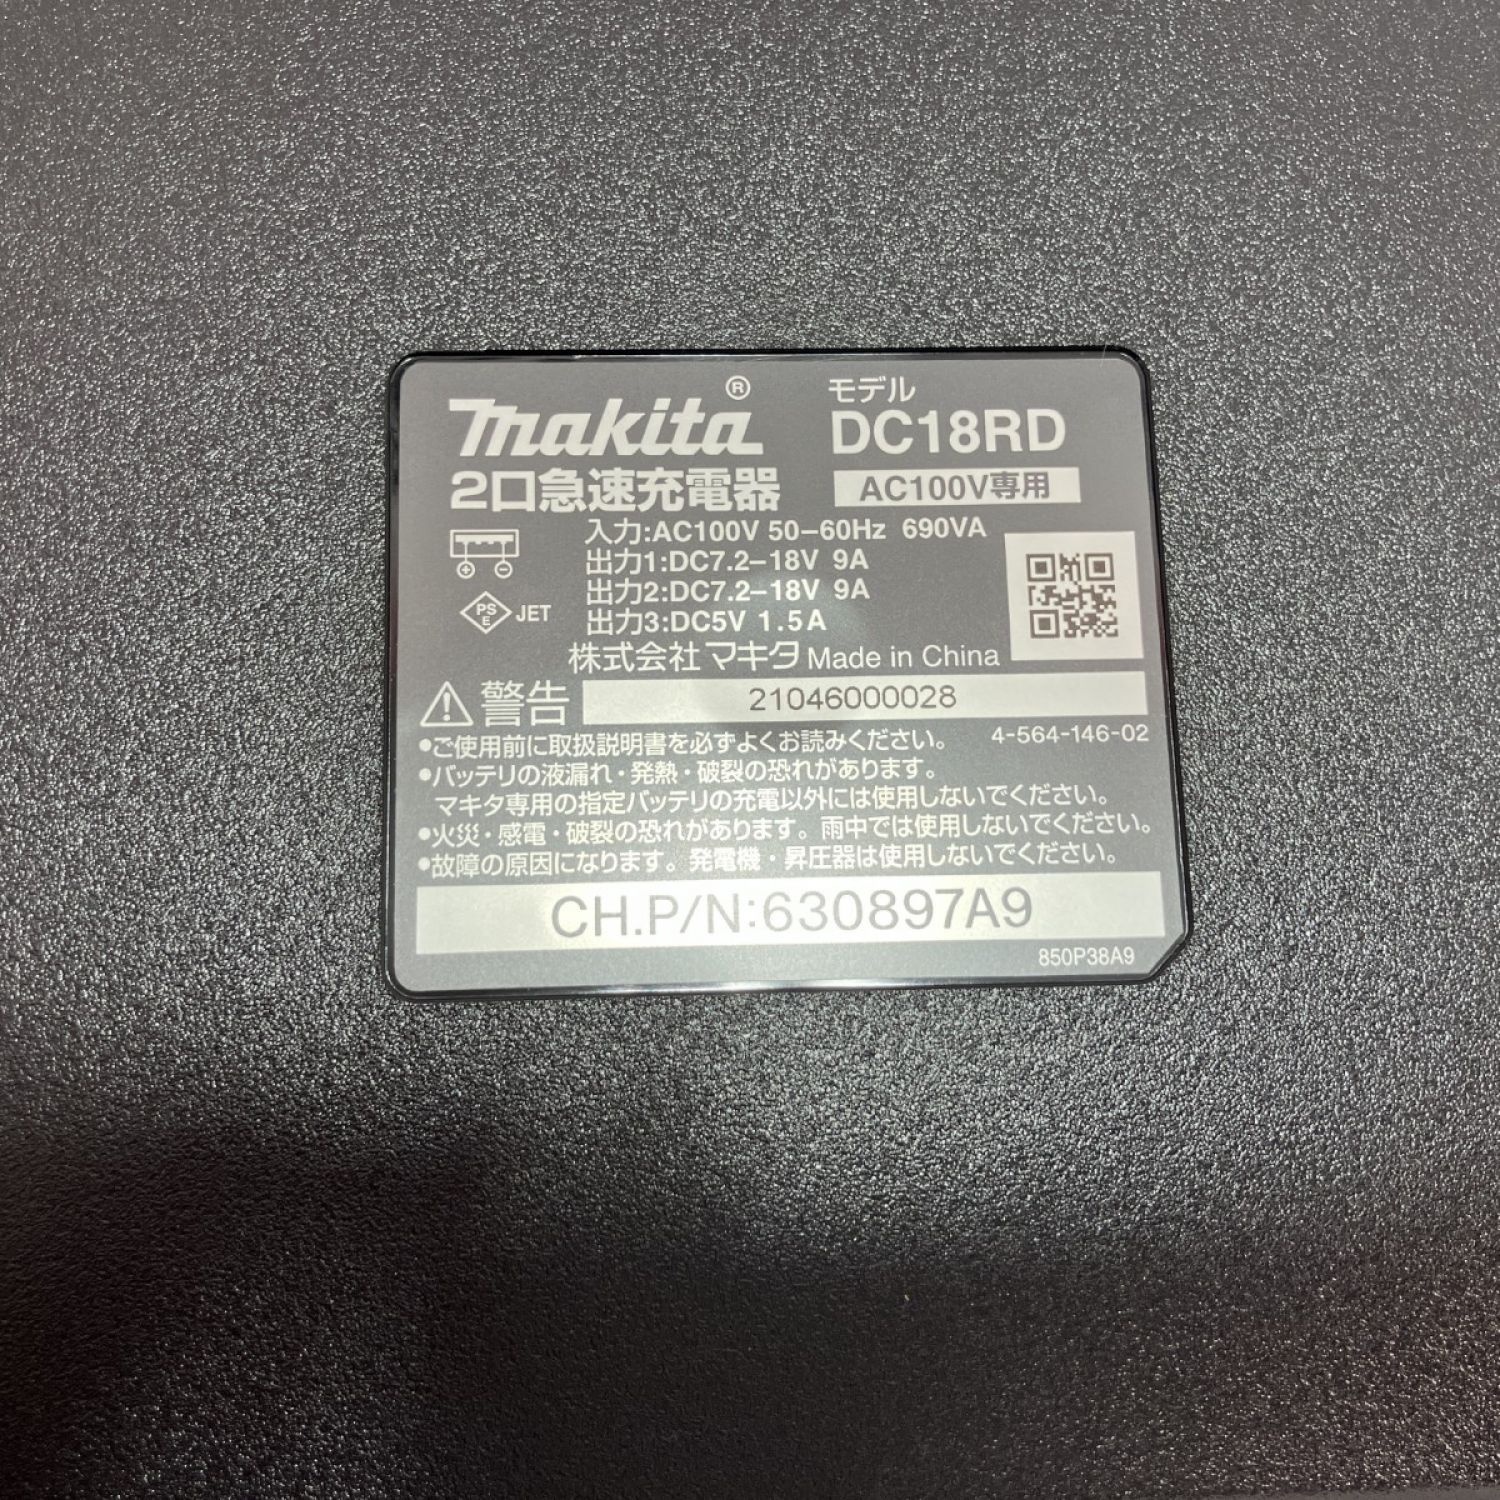 makita®
モデル
DC18RD
2口急速充電器
AC100V専用
入力:AC100V 50–60Hz 690VA
出力1:DC7.2–18V 9A
出力2:DC7.2–18V 9A
出力3:DC5V 1.5A
PS
E
JET
株式会社マキタ Made in China
警告
21046000028
•ご使用前に取扱説明書を必ずよくお読みください。
4-564-146-02
•バッテリの液漏れ・発熱・破裂の恐れがあります。
マキタ専用の指定バッテリの充電以外には使用しないでください。
•火災・感電・破裂の恐れがあります。雨中では使用しないでください。
•故障の原因になります。発電機・昇圧器は使用しないでください。
CH.P/N:630897A9
850P38A9